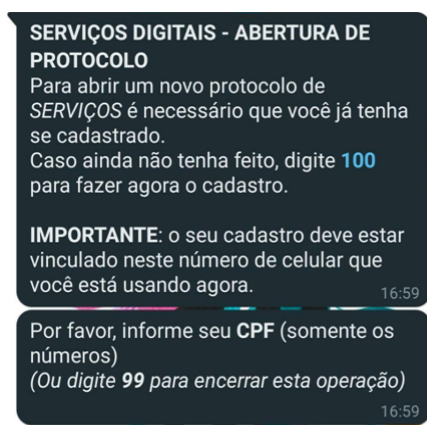 SERVIÇOS DIGITAIS - ABERTURA DE
PROTOCOLO
Para abrir um novo protocolo de
SERVIÇOS é necessário que você já tenha
se cadastrado.
Caso ainda não tenha feito, digite 100
para fazer agora o cadastro.
IMPORTANTE: o seu cadastro deve estar
vinculado neste número de celular que
você está usando agora.
16:59
Por favor, informe seu CPF (somente os
números)
(Ou digite 99 para encerrar esta operação)
16:59